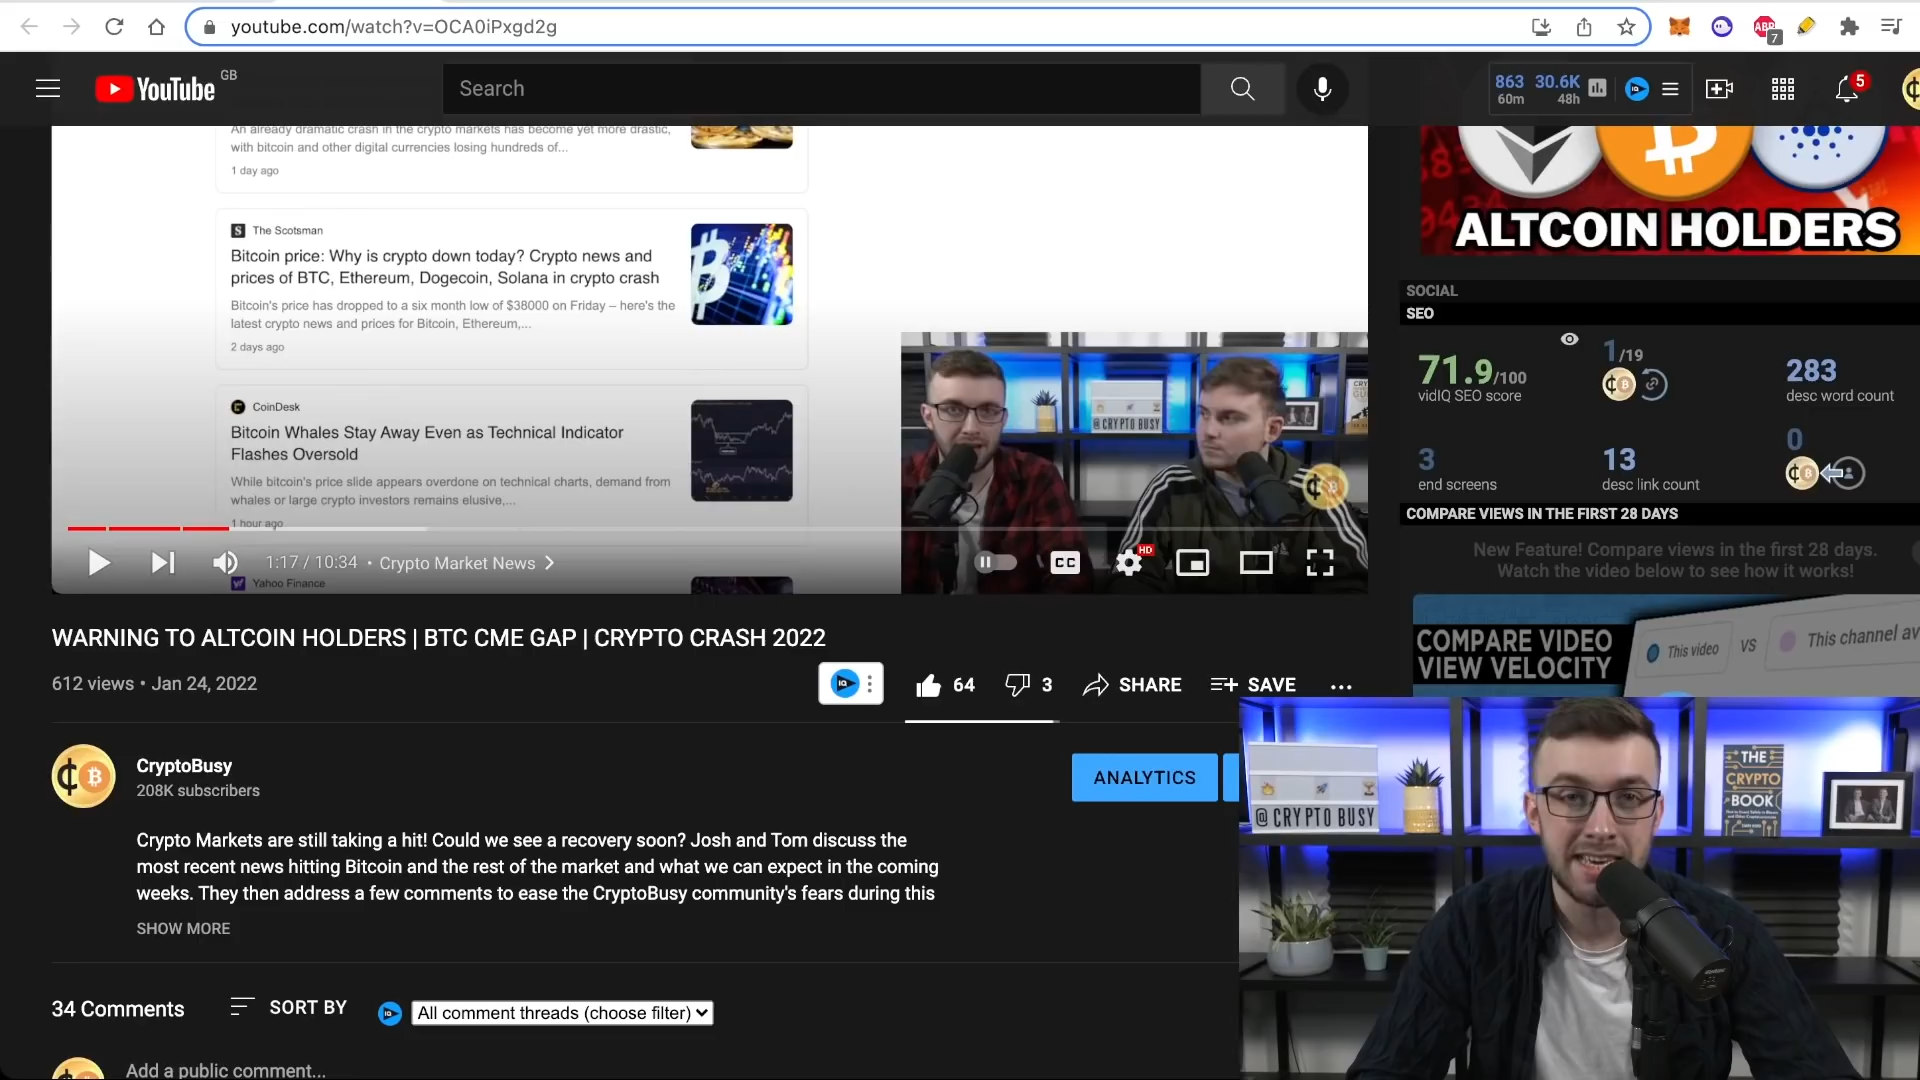 youtube.com/watch?v=OCA0iPxgd2g
ABP
7
YouTube
GB
Search
863 30.6K
60m 48h
5
An already dramatic crash in the crypto markets has become yet more drastic,
with bitcoin and other digital currencies losing hundreds of...
1 day ago
S The Scotsman
Bitcoin price: Why is crypto down today? Crypto news and
prices of BTC, Ethereum, Dogecoin, Solana in crypto crash
Bitcoin's price has dropped to a six month low of $38000 on Friday – here's the
latest crypto news and prices for Bitcoin, Ethereum,...
2 days ago
CoinDesk
Bitcoin Whales Stay Away Even as Technical Indicator
Flashes Oversold
While bitcoin's price slide appears overdone on technical charts, demand from
whales or large crypto investors remains elusive,...
1 hour ago
Yahoo Finance
@CRYPTO BUSY
1:17 / 10:34 • Crypto Market News
CC
HD
ALTCOIN HOLDERS
SOCIAL
SEO
71.9/100
vidIQ SEO score
1/19
283
desc word count
3
end screens
13
desc link count
0
COMPARE VIEWS IN THE FIRST 28 DAYS
New Feature! Compare views in the first 28 days.
Watch the video below to see how it works!
COMPARE VIDEO
VIEW VELOCITY
This video VS This channel av
WARNING TO ALTCOIN HOLDERS | BTC CME GAP | CRYPTO CRASH 2022
612 views • Jan 24, 2022
64
3
SHARE
SAVE
CryptoBusy
208K subscribers
ANALYTICS
Crypto Markets are still taking a hit! Could we see a recovery soon? Josh and Tom discuss the
most recent news hitting Bitcoin and the rest of the market and what we can expect in the coming
weeks. They then address a few comments to ease the CryptoBusy community's fears during this
SHOW MORE
34 Comments
SORT BY
All comment threads (choose filter)
Add a public comment...
@CRYPTO BUSY
THE
CRYPTO
BOOK